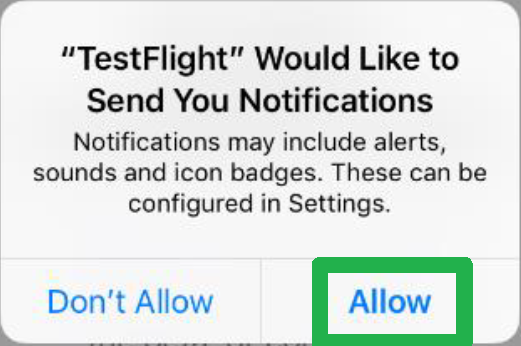 “TestFlight” Would Like to
Send You Notifications
Notifications may include alerts,
sounds and icon badges. These can be
configured in Settings.
Don’t Allow
Allow